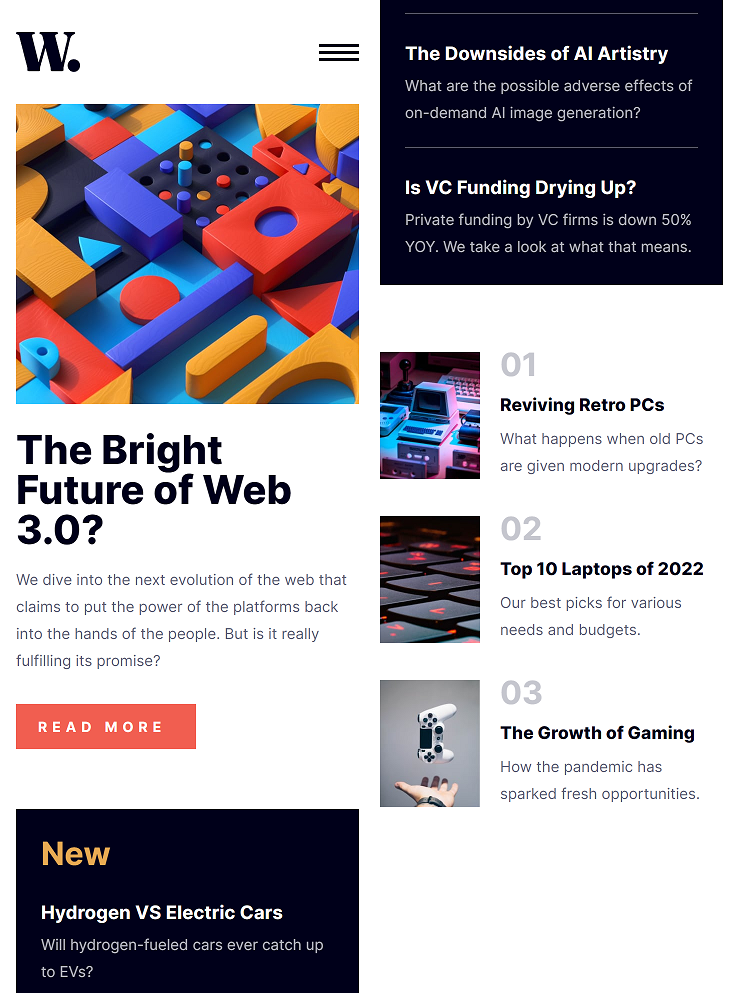 W.
The Bright
Future of Web
3.0?
We dive into the next evolution of the web that
claims to put the power of the platforms back
into the hands of the people. But is it really
fulfilling its promise?
READ MORE
New
Hydrogen VS Electric Cars
Will hydrogen-fueled cars ever catch up
to EVs?
The Downsides of AI Artistry
What are the possible adverse effects of
on-demand AI image generation?
Is VC Funding Drying Up?
Private funding by VC firms is down 50%
YOY. We take a look at what that means.
01
Reviving Retro PCs
What happens when old PCs
are given modern upgrades?
02
Top 10 Laptops of 2022
Our best picks for various
needs and budgets.
03
The Growth of Gaming
How the pandemic has
sparked fresh opportunities.